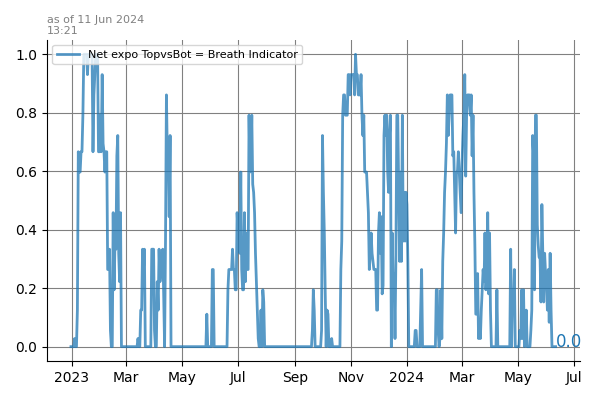 as of 11 Jun 2024
13:21
Net expo TopvsBot = Breath Indicator
1.0
0.8
0.6
0.4
0.2
0.0
0.0
2023 Mar May Jul Sep Nov 2024 Mar May Jul